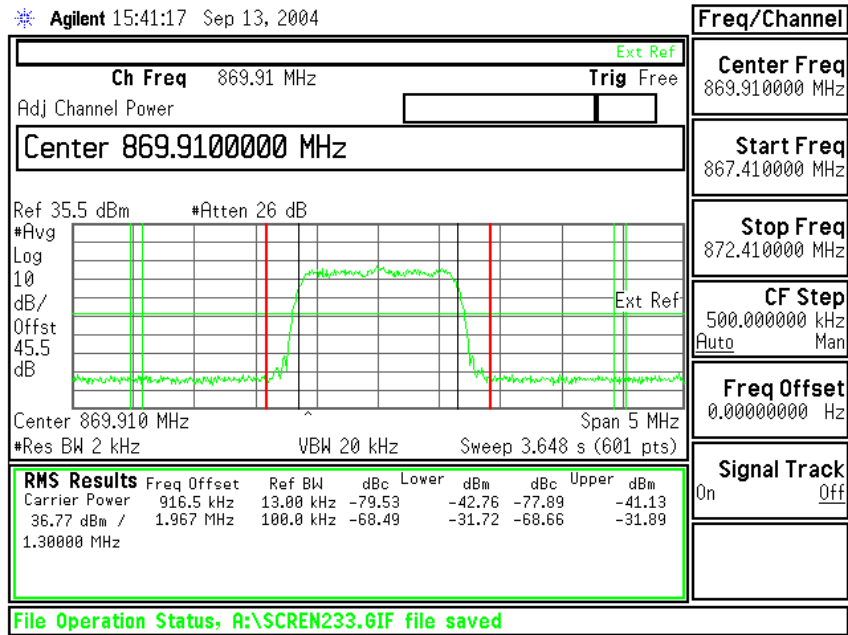 Agilent 15:41:17 Sep 13, 2004
Freq/Channel
Ext Ref
Ch Freq 869.91 MHz Trig Free
Adj Channel Power
Center 869.9100000 MHz
Ref 35.5 dBm #Atten 26 dB
#Avg
Log
10
dB/
Offst
45.5
dB
Ext Ref
Center 869.910 MHz Span 5 MHz
#Res BW 2 kHz VBW 20 kHz Sweep 3.648 s (601 pts)
RMS Results Freq Offset Ref BW dBc Lower dBm dBc Upper dBm
Carrier Power 916.5 kHz 13.00 kHz -79.53 -42.76 -77.89 -41.13
36.77 dBm / 1.967 MHz 100.0 kHz -68.49 -31.72 -68.66 -31.89
1.30000 MHz
Center Freq
869.910000 MHz
Start Freq
867.410000 MHz
Stop Freq
872.410000 MHz
CF Step
500.000000 kHz
Auto Man
Freq Offset
0.00000000 Hz
Signal Track
On Off
File Operation Status, A:\SCREN233.GIF file saved